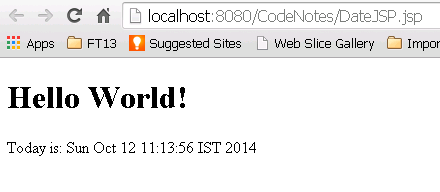 localhost:8080/CodeNotes/DateJSP.jsp
Apps FT13 Suggested Sites Web Slice Gallery
Hello World!
Today is: Sun Oct 12 11:13:56 IST 2014